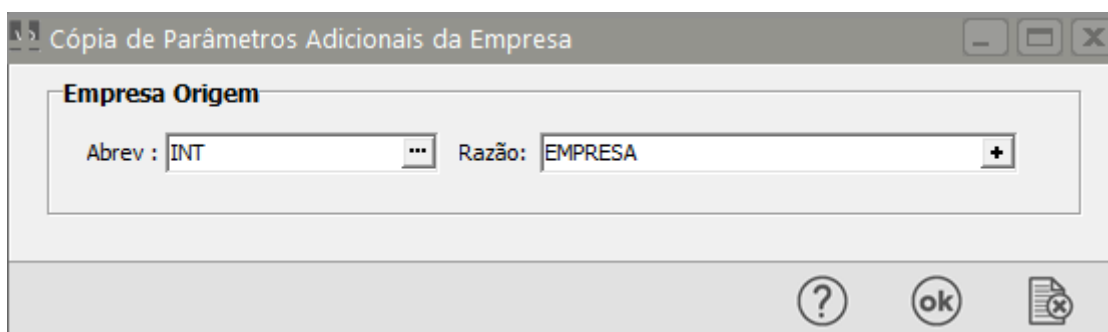 Cópia de Parâmetros Adicionais da Empresa
Empresa Origem
Abrev : INT ... Razão: EMPRESA +
? ok